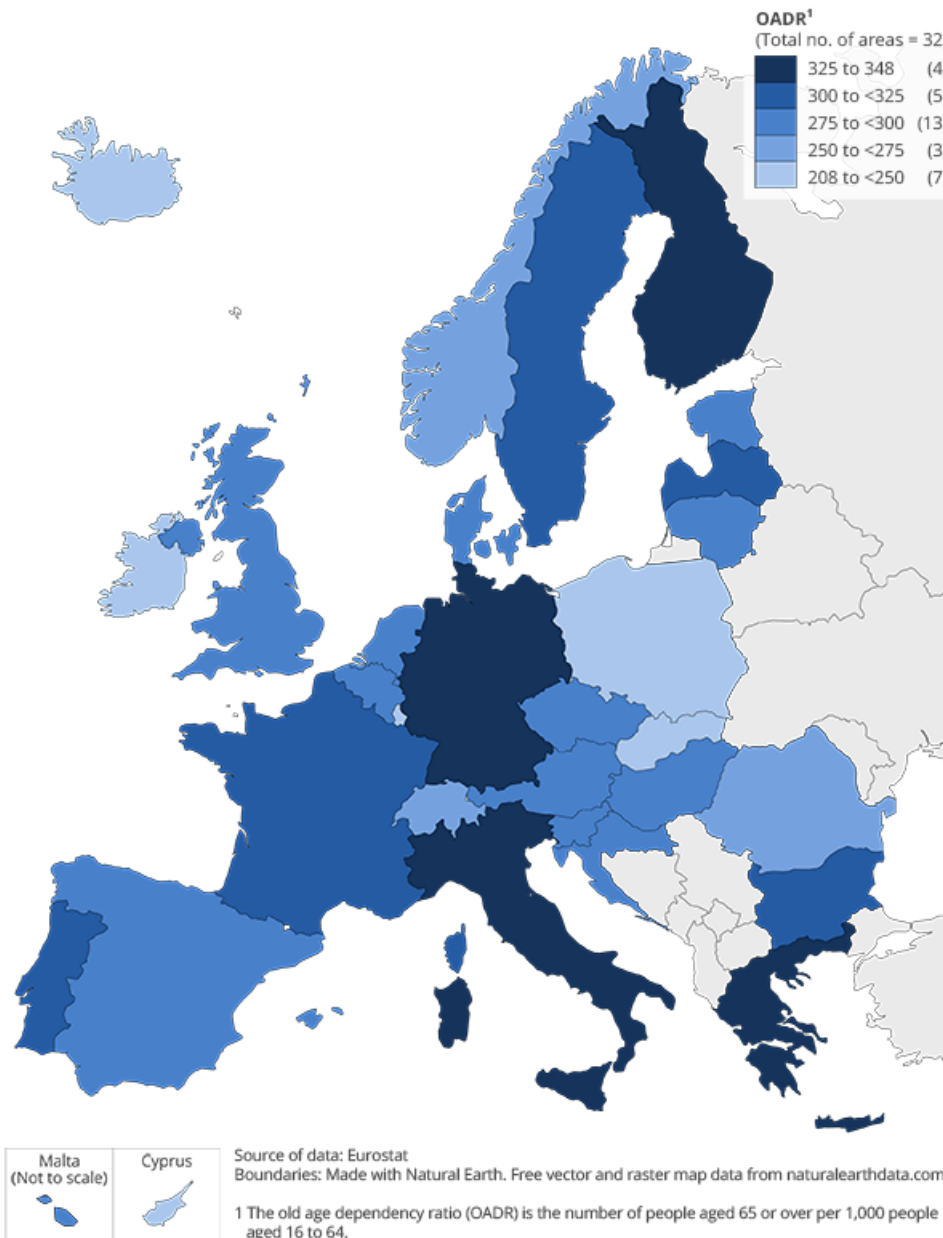 OADR¹
(Total no. of areas = 32
325 to 348 (4
300 to <325 (5
275 to <300 (13
250 to <275 (3
208 to <250 (7
Malta
(Not to scale)
Cyprus
Source of data: Eurostat
Boundaries: Made with Natural Earth. Free vector and raster map data from naturalearthdata.com
1 The old age dependency ratio (OADR) is the number of people aged 65 or over per 1,000 people
aged 16 to 64.